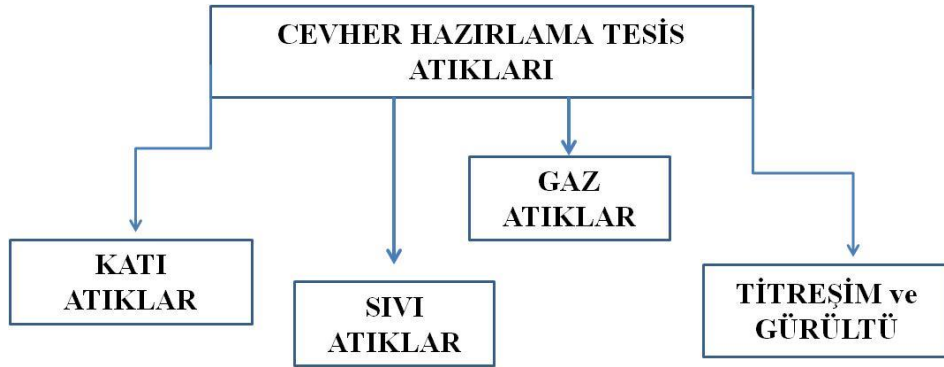 CEVHER HAZIRLAMA TESİS
ATIKLARI
GAZ
ATIKLAR
KATI
ATIKLAR
SIVI
ATIKLAR
TİTREŞİM ve
GÜRÜLTÜ